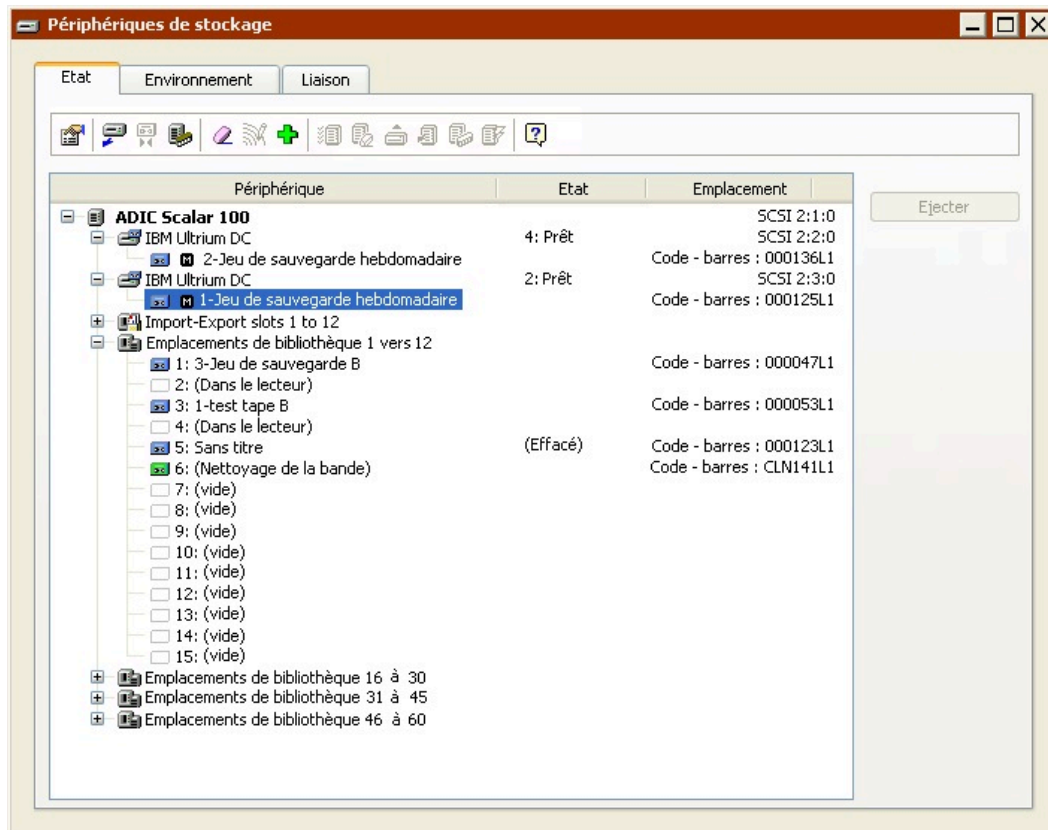 Périphériques de stockage
Etat Environnement Liaison
Périphérique Etat Emplacement
Ejecter
ADIC Scalar 100 SCSI 2:1:0
IBM Ultrium DC 4: Prêt SCSI 2:2:0
M 2-Jeu de sauvegarde hebdomadaire Code - barres : 000136L1
IBM Ultrium DC 2: Prêt SCSI 2:3:0
M 1-Jeu de sauvegarde hebdomadaire Code - barres : 000125L1
Import-Export slots 1 to 12
Emplacements de bibliothèque 1 vers 12
1: 3-Jeu de sauvegarde B Code - barres : 000047L1
2: (Dans le lecteur)
3: 1-test tape B Code - barres : 000053L1
4: (Dans le lecteur)
5: Sans titre (Effacé) Code - barres : 000123L1
6: (Nettoyage de la bande) Code - barres : CLN141L1
7: (vide)
8: (vide)
9: (vide)
10: (vide)
11: (vide)
12: (vide)
13: (vide)
14: (vide)
15: (vide)
Emplacements de bibliothèque 16 à 30
Emplacements de bibliothèque 31 à 45
Emplacements de bibliothèque 46 à 60